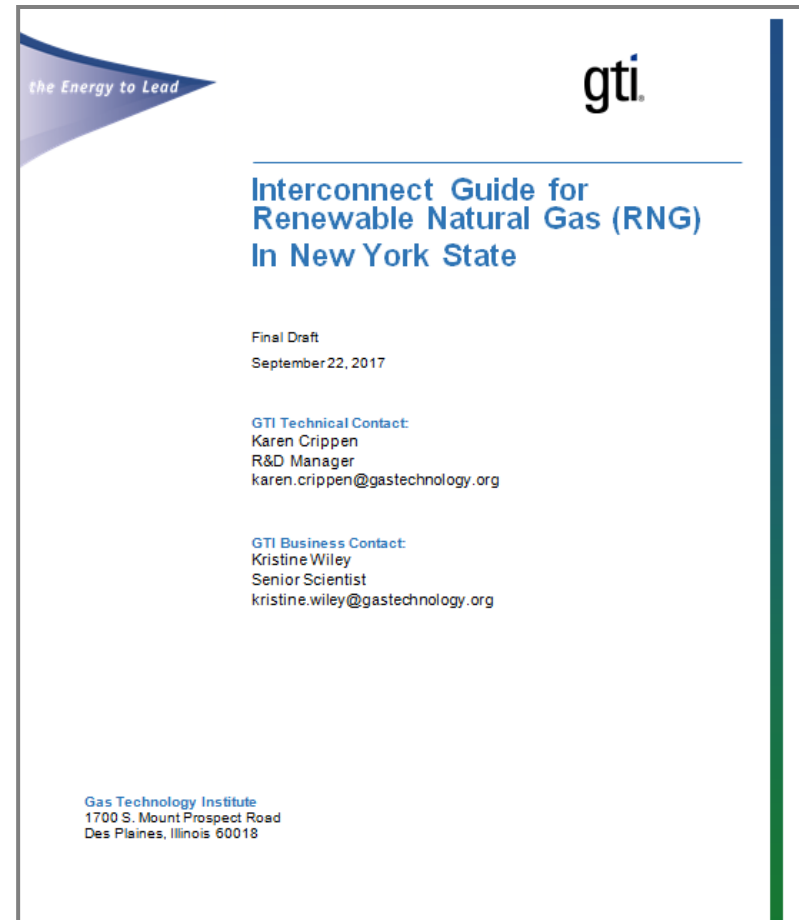 the Energy to Lead
gti.
Interconnect Guide for
Renewable Natural Gas (RNG)
In New York State
Final Draft
September 22, 2017
GTI Technical Contact:
Karen Crippen
R&D Manager
karen.crippen@gastechnology.org
GTI Business Contact:
Kristine Wiley
Senior Scientist
kristine.wiley@gastechnology.org
Gas Technology Institute
1700 S. Mount Prospect Road
Des Plaines, Illinois 60018